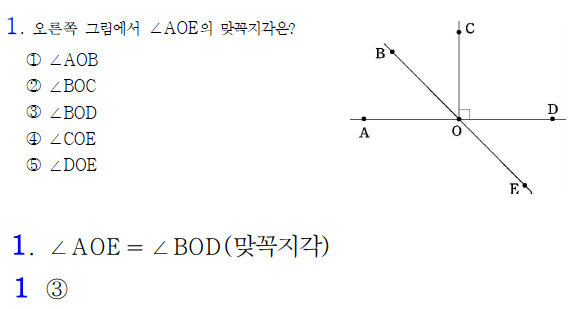 1. 오른쪽 그림에서 ∠AOE의 맞꼭지각은?
① ∠AOB
② ∠BOC
③ ∠BOD
④ ∠COE
⑤ ∠DOE
C
B
D
A
O
E
1. ∠AOE = ∠BOD(맞꼭지각)
1 ③